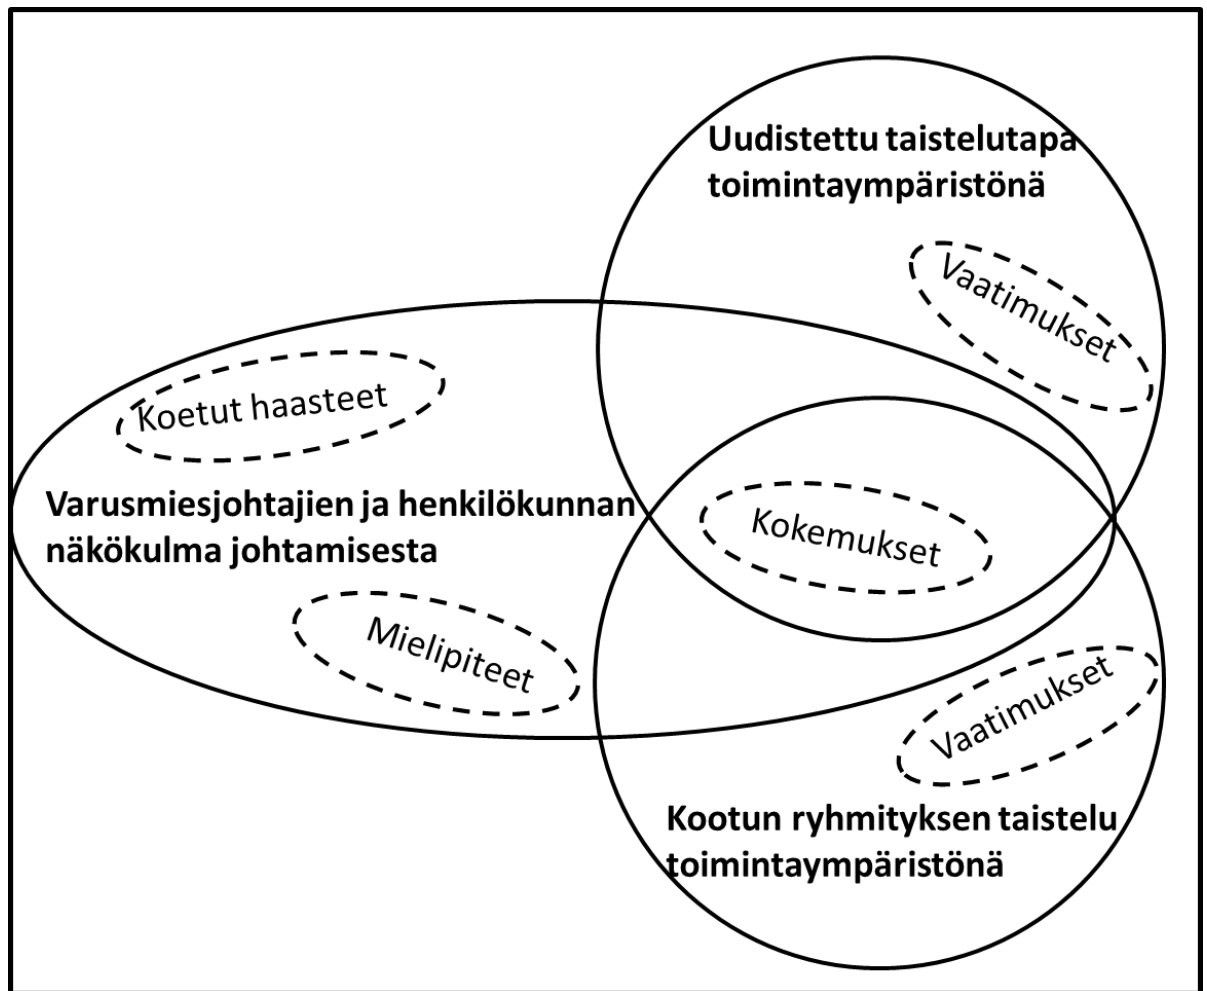 Uudistettu taistelutapa
toimintaympäristönä
Vaatimukset
Koetut haasteet
Varusmiesjohtajien ja henkilökunnan
näkökulma johtamisesta
Kokemukset
Mielipiteet
Vaatimukset
Kootun ryhmityksen taistelu
toimintaympäristönä